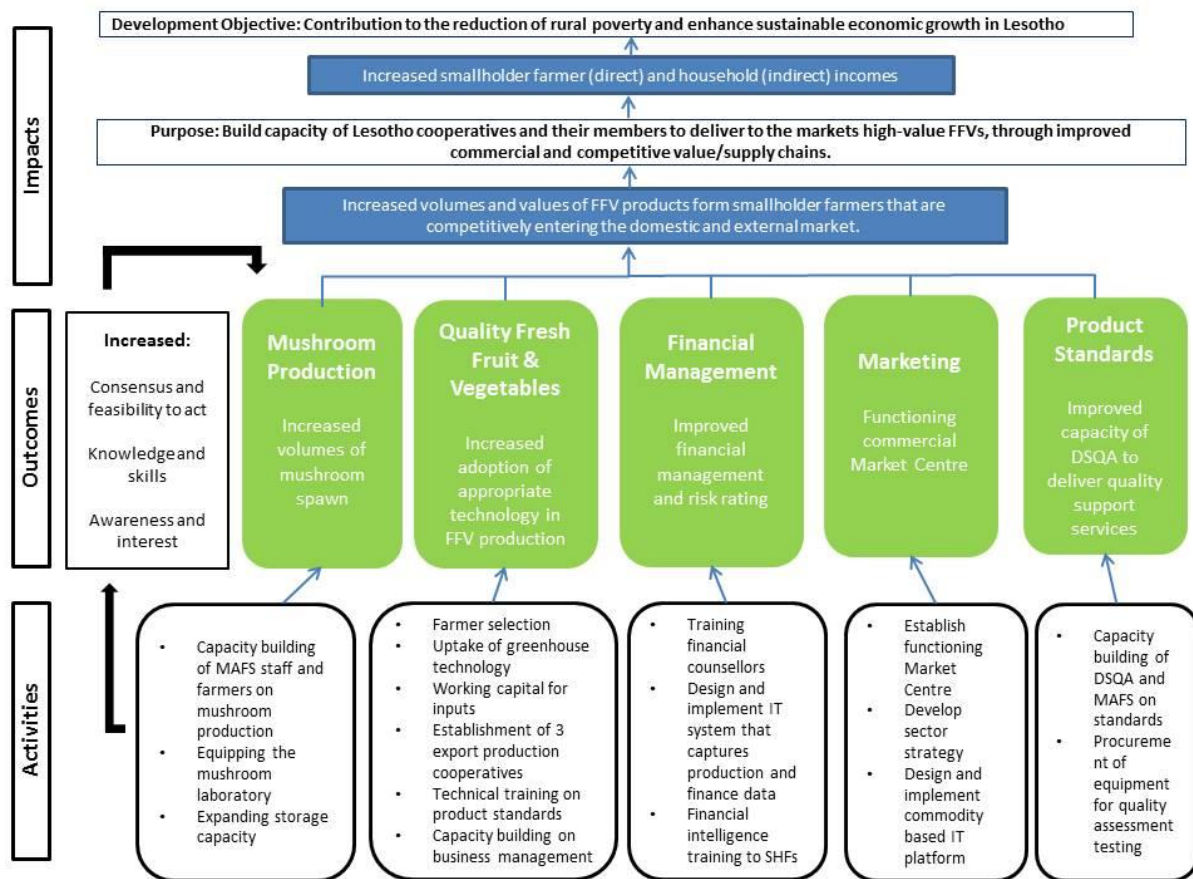 Development Objective: Contribution to the reduction of rural poverty and enhance sustainable economic growth in Lesotho
Increased smallholder farmer (direct) and household (indirect) incomes
Purpose: Build capacity of Lesotho cooperatives and their members to deliver to the markets high-value FFVs, through improved
commercial and competitive value/supply chains.
Increased volumes and values of FFV products form smallholder farmers that are
competitively entering the domestic and external market.
Impacts
Outcomes
Increased:
Consensus and
feasibility to act
Knowledge and
skills
Awareness and
interest
Mushroom
Production
Increased
volumes of
mushroom
spawn
Quality Fresh
Fruit &
Vegetables
Increased
adoption of
appropriate
technology in
FFV production
Financial
Management
Improved
financial
management
and risk rating
Marketing
Functioning
commercial
Market Centre
Product
Standards
Improved
capacity of
DSQA to
deliver quality
support
services
Activities
• Capacity building
of MAFS staff and
farmers on
mushroom
production
• Equipping the
mushroom
laboratory
• Expanding storage
capacity
• Farmer selection
• Uptake of greenhouse
technology
• Working capital for
inputs
• Establishment of 3
export production
cooperatives
• Technical training on
product standards
• Capacity building on
business management
• Training
financial
counsellors
• Design and
implement IT
system that
captures
production and
finance data
• Financial
intelligence
training to SHFs
• Establish
functioning
Market
Centre
• Develop
sector
strategy
• Design and
implement
commodity
based IT
platform
• Capacity
building of
DSQA and
MAFS on
standards
• Procureme
nt of
equipment
for quality
assessment
testing